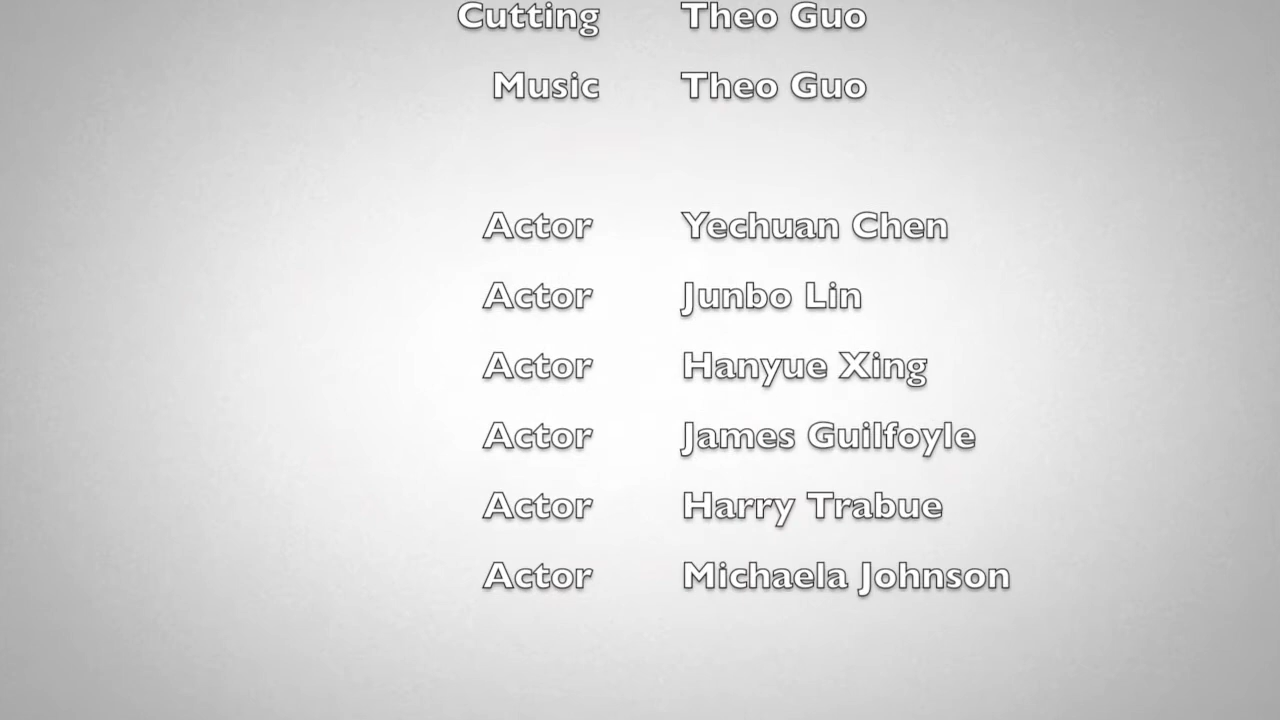 Cutting Theo Guo
Music Theo Guo
Actor Yechuan Chen
Actor Junbo Lin
Actor Hanyue Xing
Actor James Guilfoyle
Actor Harry Trabue
Actor Michaela Johnson